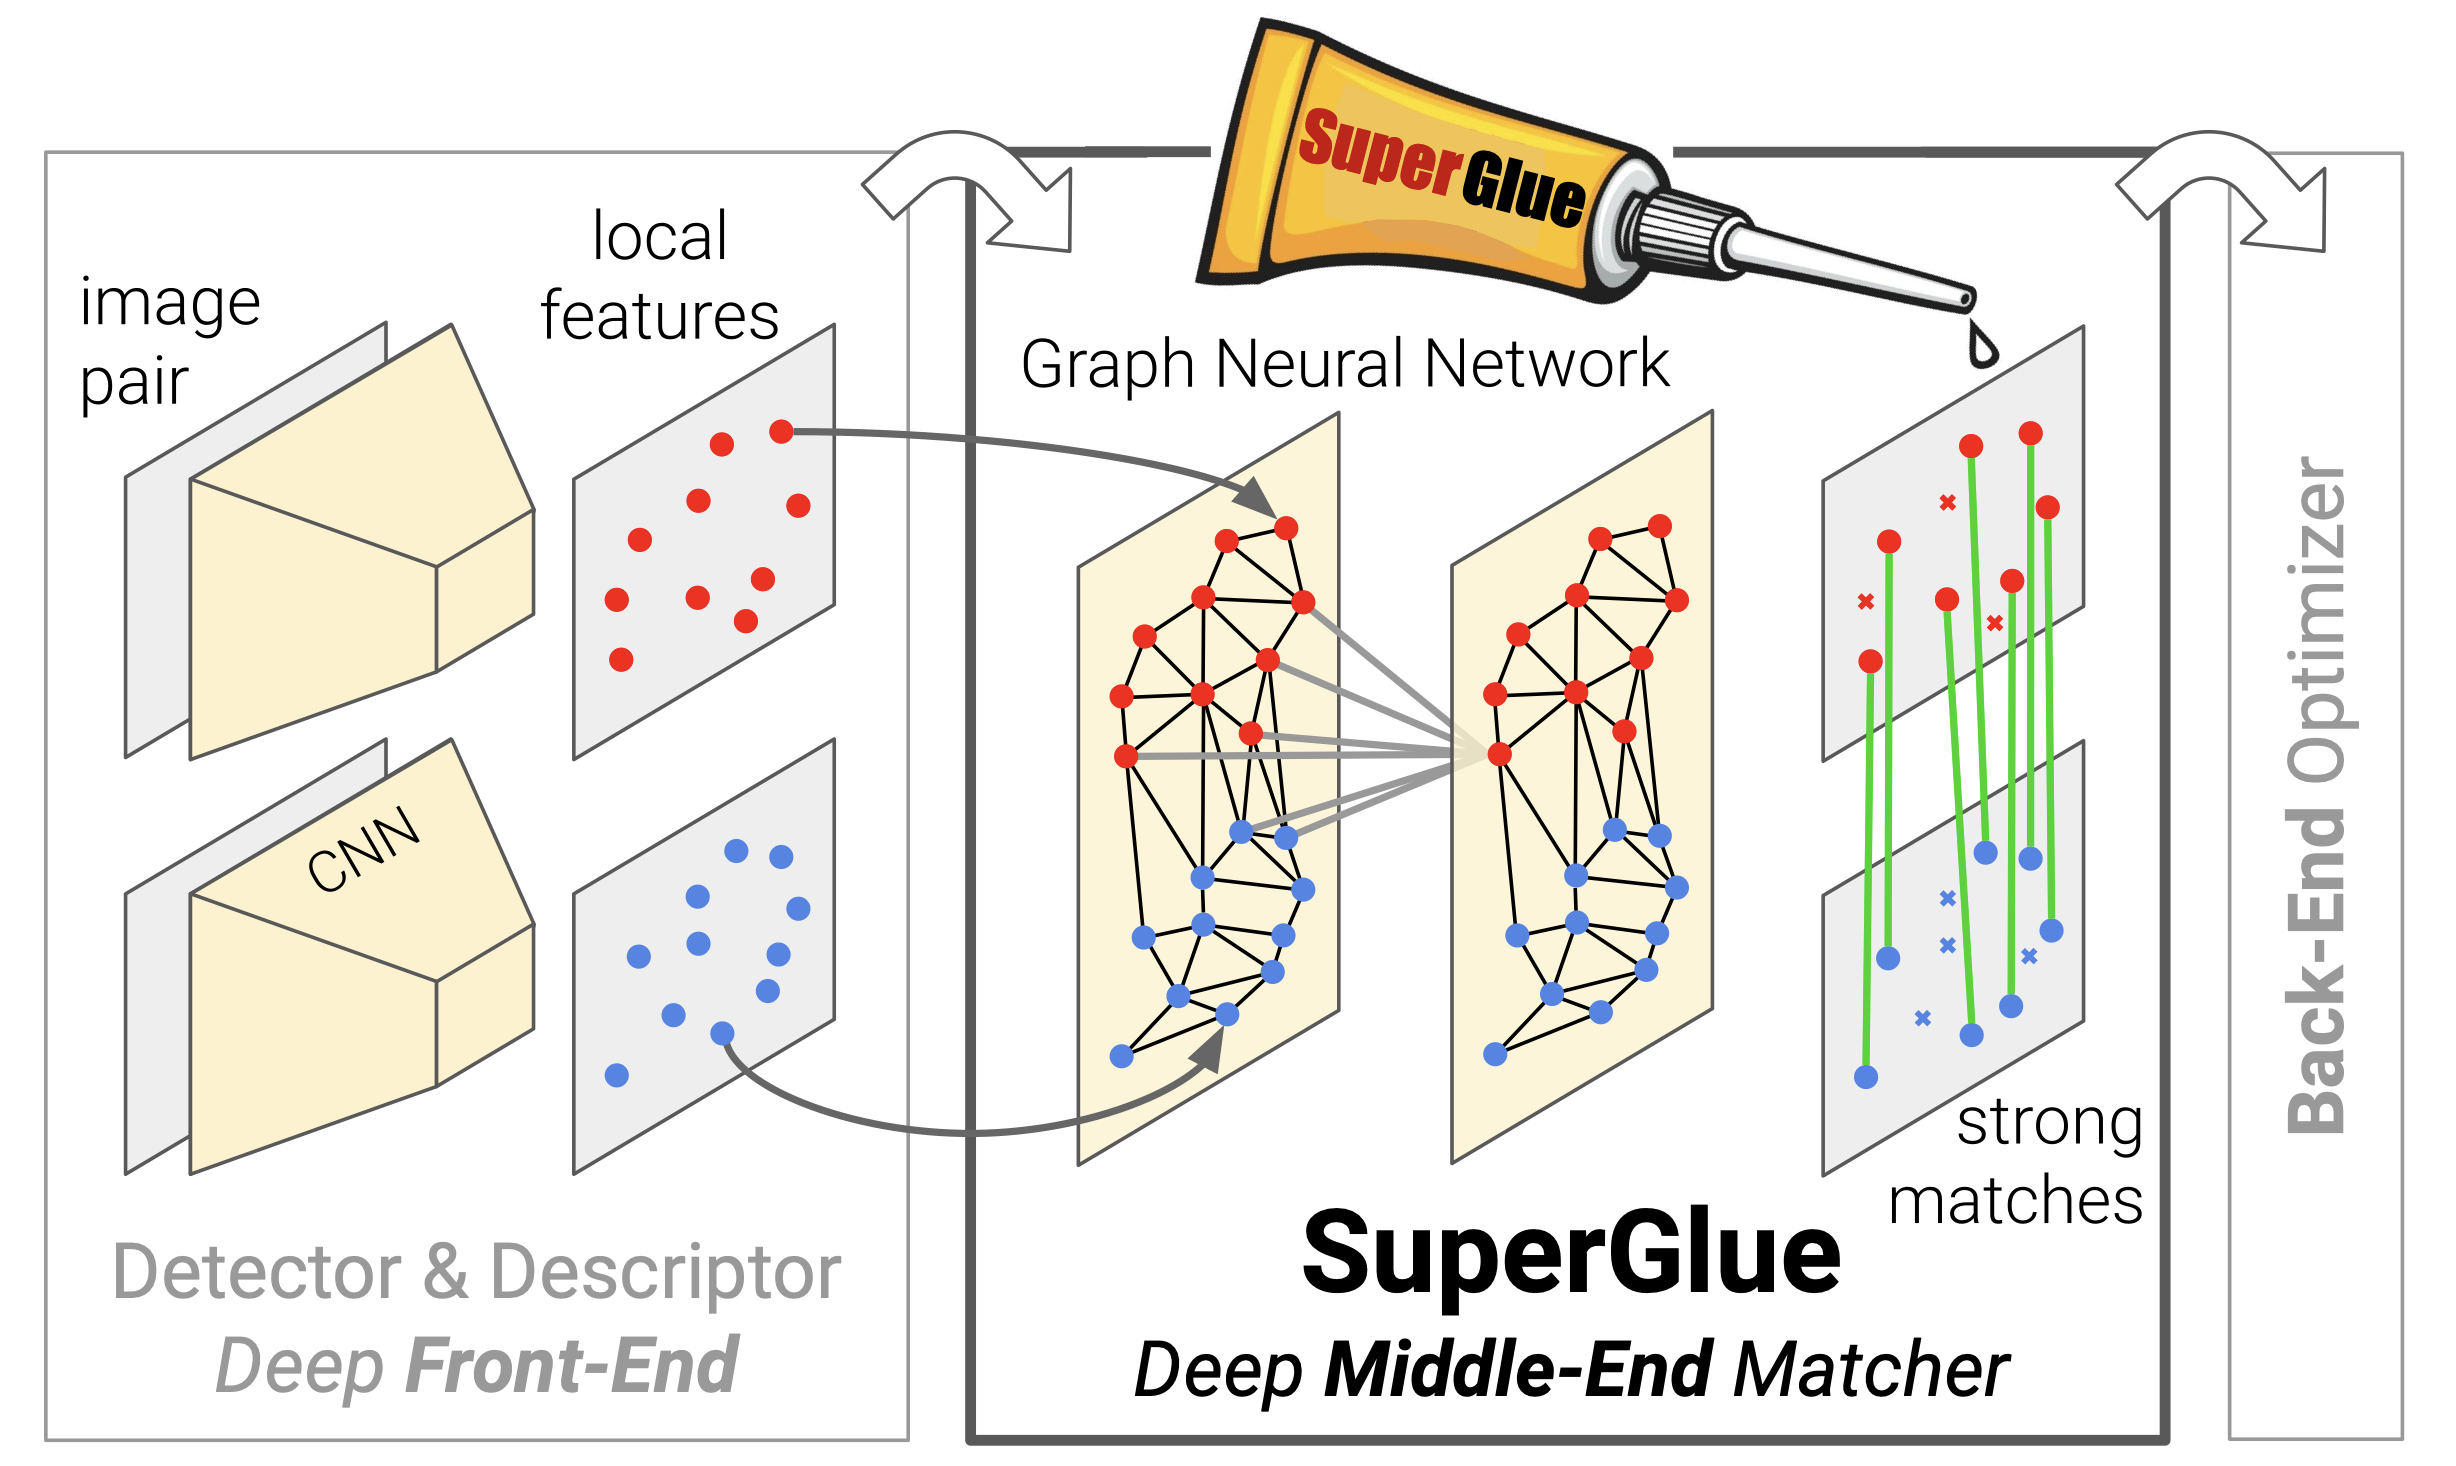 image
pair
local
features
CNN
Detector & Descriptor
Deep Front-End
SuperGlue
Graph Neural Network
strong
matches
SuperGlue
Deep Middle-End Matcher
Back-End Optimizer